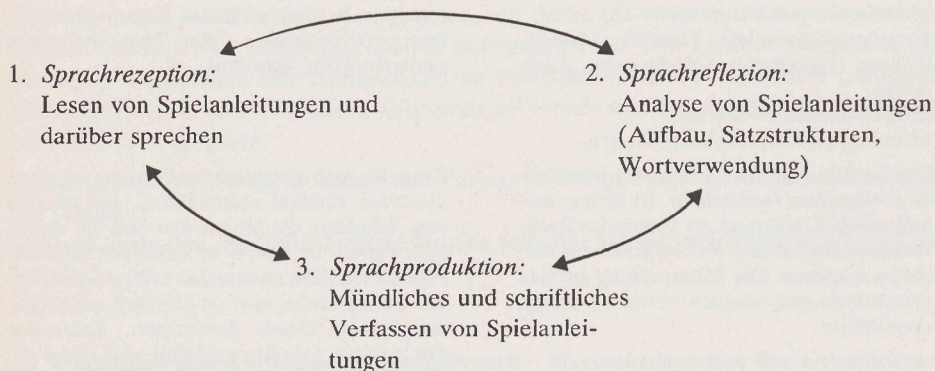 1. Sprachrezeption:
Lesen von Spielanleitungen und
darüber sprechen
2. Sprachreflexion:
Analyse von Spielanleitungen
(Aufbau, Satzstrukturen,
Wortverwendung)
3. Sprachproduktion:
Mündliches und schriftliches
Verfassen von Spielanlei-
tungen